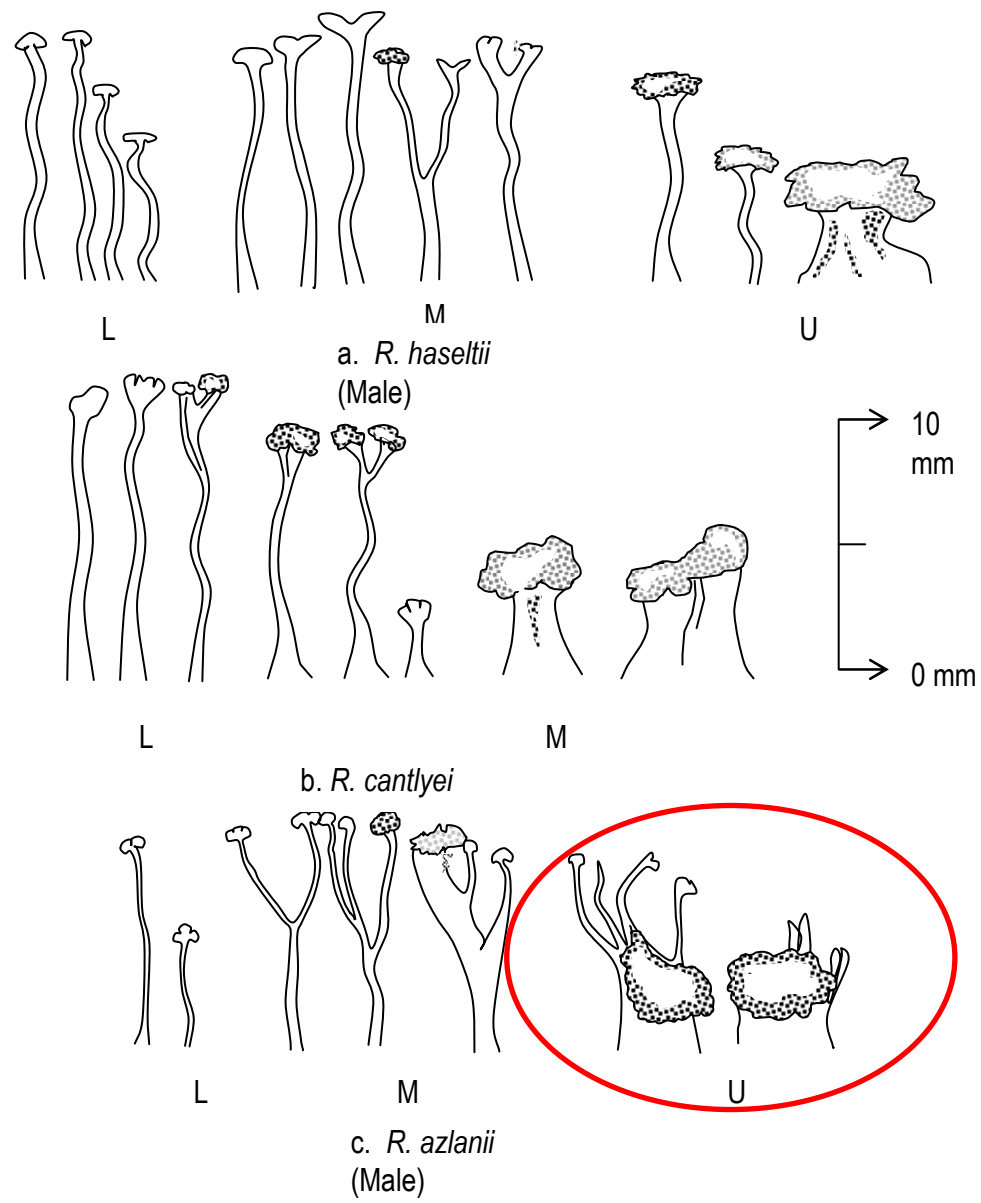 L
M
U
a. R. haseltii
(Male)
10
mm
0 mm
L
M
b. R. cantlyei
L
M
U
c. R. azlanii
(Male)